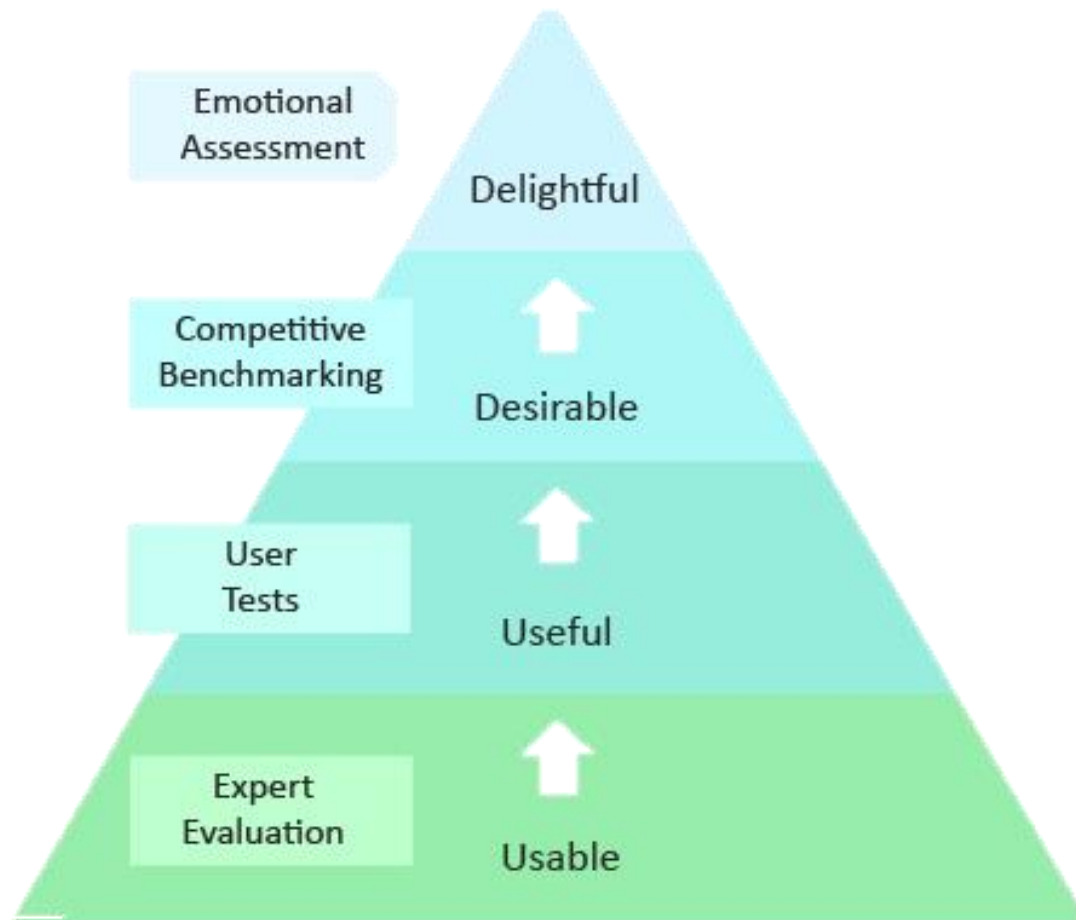 Emotional
Assessment
Delightful
Competitive
Benchmarking
Desirable
User
Tests
Useful
Expert
Evaluation
Usable